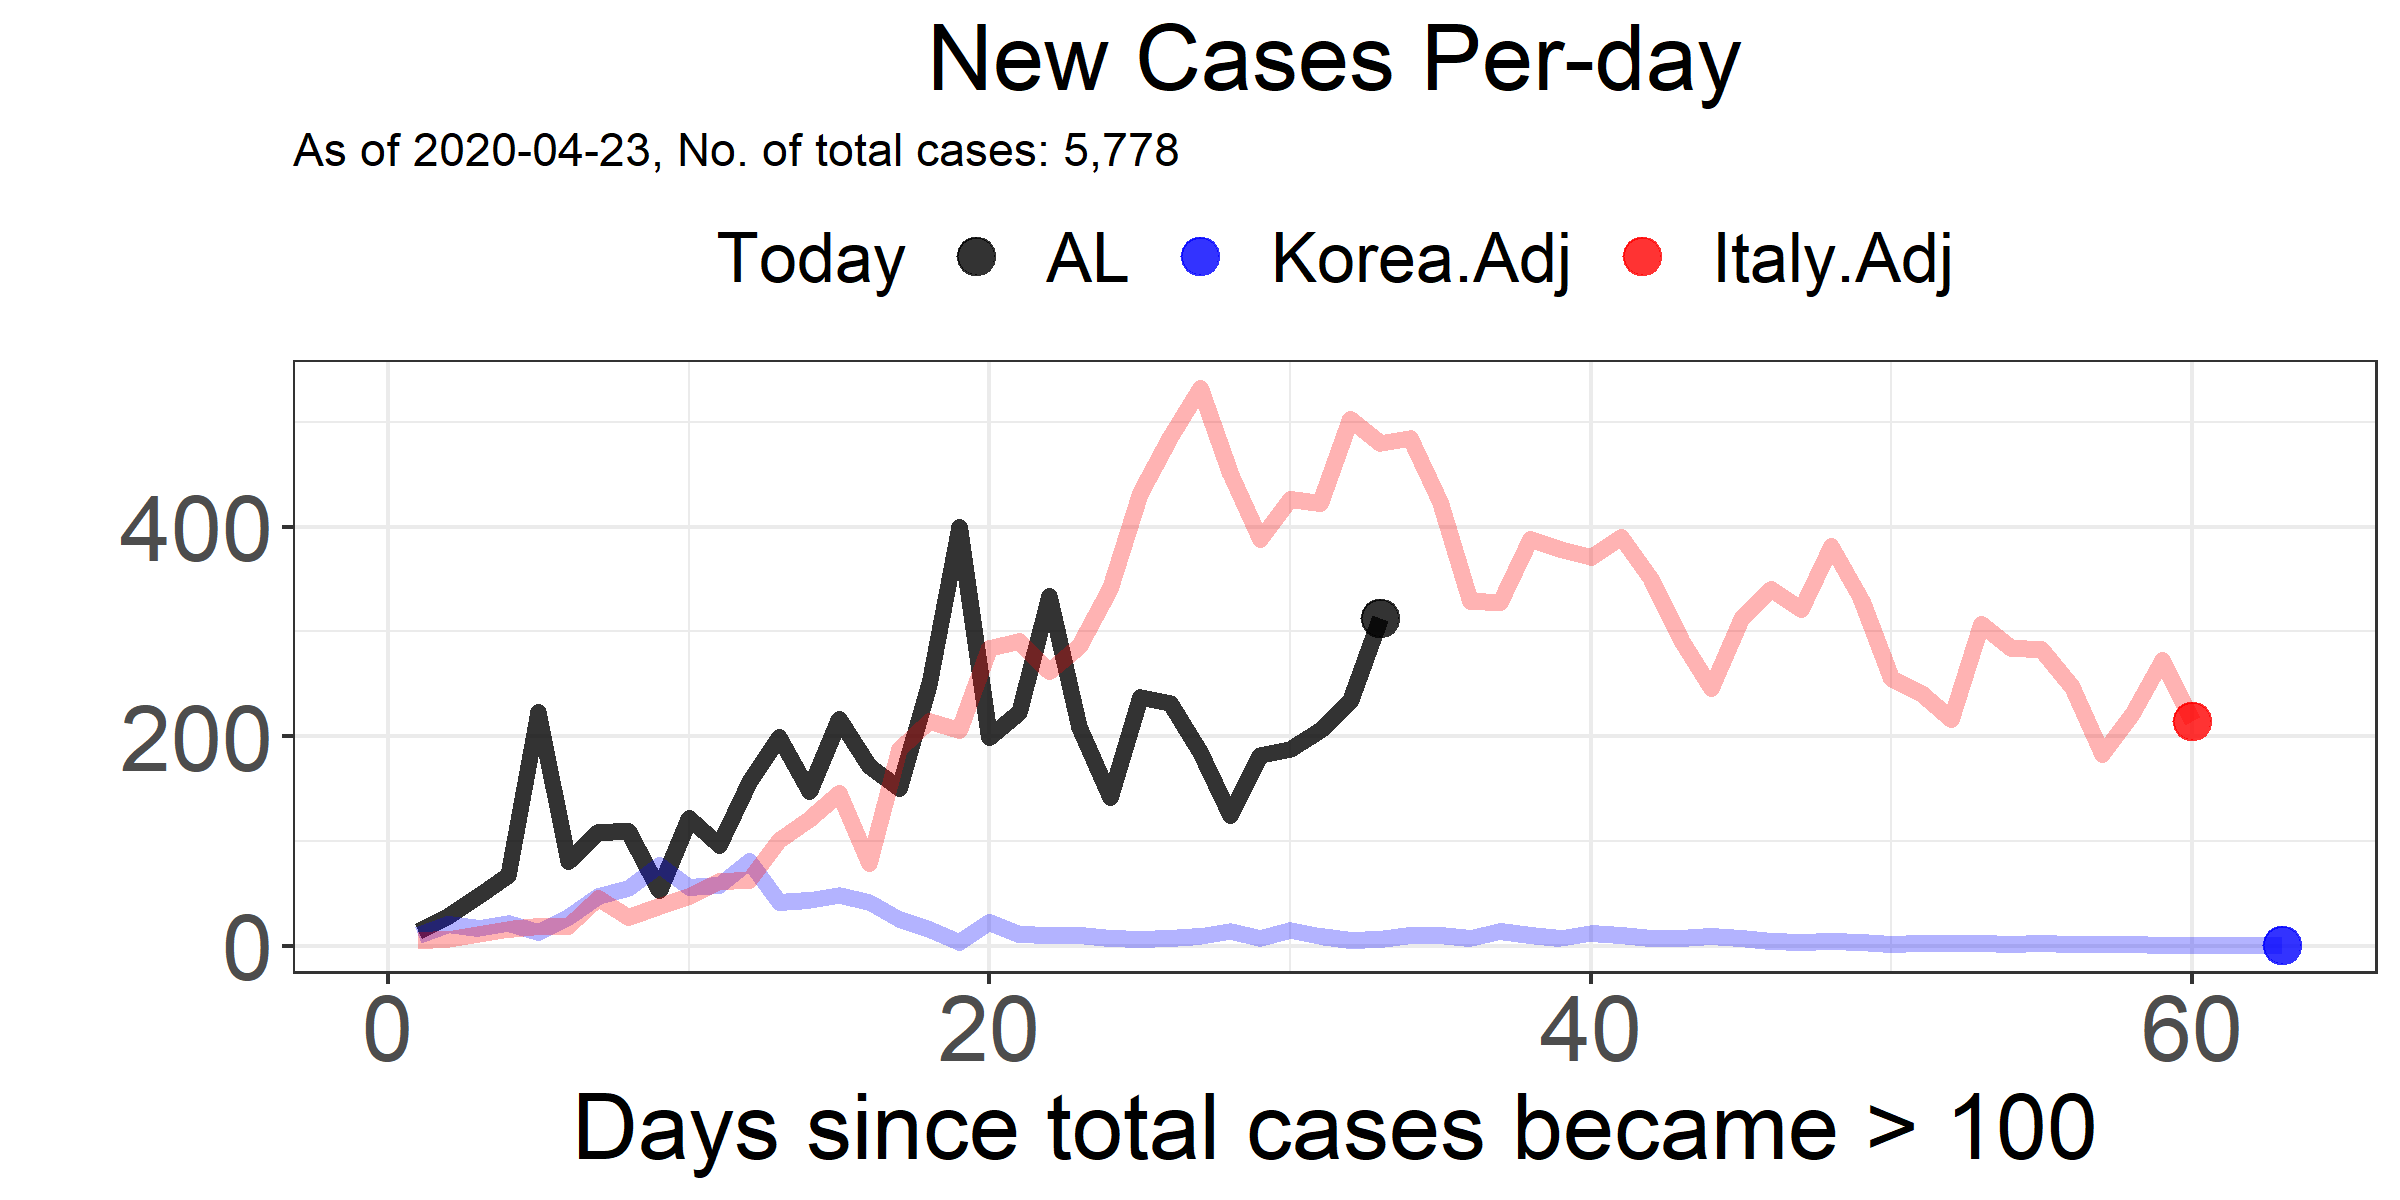 New Cases Per-day
As of 2020-04-23, No. of total cases: 5,778
Today AL Korea.Adj Italy.Adj
400
200
0
0 20 40 60
Days since total cases became > 100